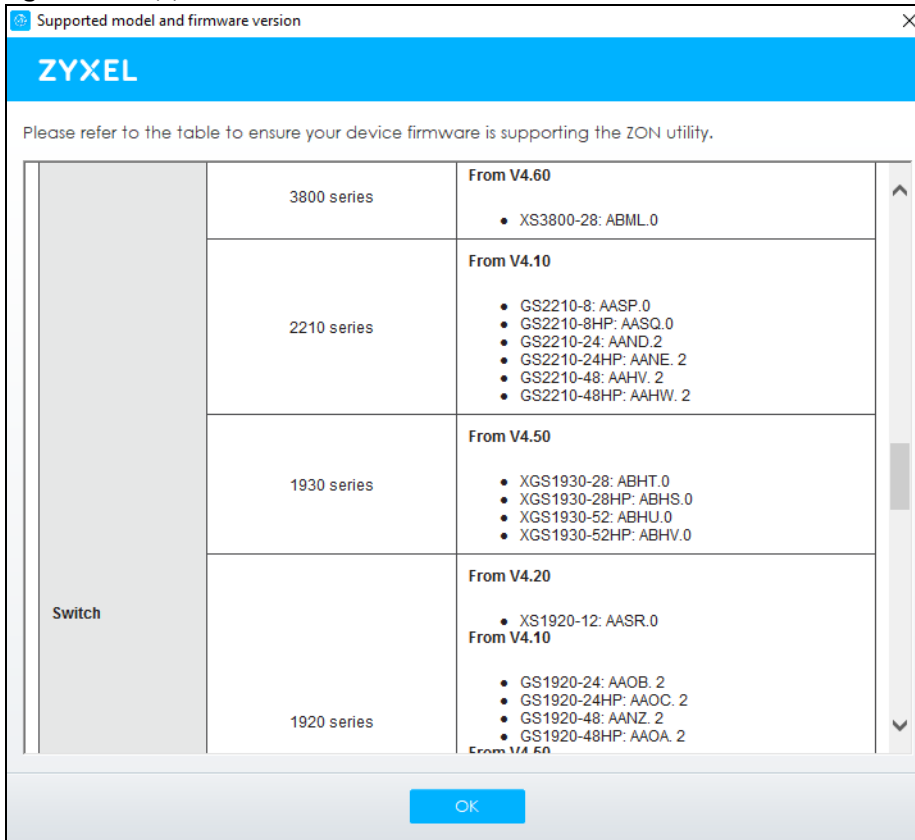 Supported model and firmware version
ZYXEL
Please refer to the table to ensure your device firmware is supporting the ZON utility.
Switch
3800 series
From V4.60
• XS3800-28: ABML.0
2210 series
From V4.10
• GS2210-8: AASP.0
• GS2210-8HP: AASQ.0
• GS2210-24: AAND.2
• GS2210-24HP: AANE. 2
• GS2210-48: AAHV. 2
• GS2210-48HP: AAHW. 2
1930 series
From V4.50
• XGS1930-28: ABHT.0
• XGS1930-28HP: ABHS.0
• XGS1930-52: ABHU.0
• XGS1930-52HP: ABHV.0
1920 series
From V4.20
• XS1920-12: AASR.0
From V4.10
• GS1920-24: AAOB. 2
• GS1920-24HP: AAOC. 2
• GS1920-48: AANZ. 2
• GS1920-48HP: AAOA. 2
From V4.50
OK